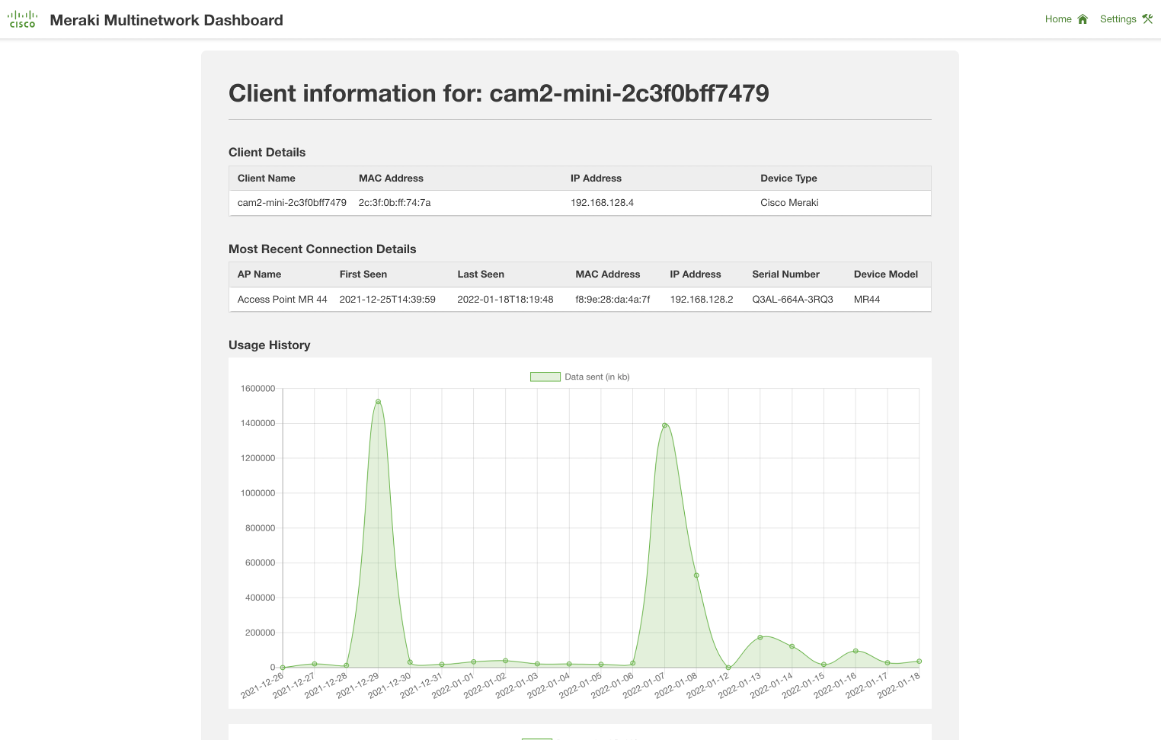 CISCO Meraki Multinetwork Dashboard Home Settings
Client information for: cam2-mini-2c3f0bff7479
Client Details
Client Name MAC Address IP Address Device Type
cam2-mini-2c3f0bff7479 2c:3f:0b:ff:74:7a 192.168.128.4 Cisco Meraki
Most Recent Connection Details
AP Name First Seen Last Seen MAC Address IP Address Serial Number Device Model
Access Point MR 44 2021-12-25T14:39:59 2022-01-18T18:19:48 f8:9e:28:da:4a:7f 192.168.128.2 Q3AL-664A-3RQ3 MR44
Usage History
Data sent (in kb)
1600000
1400000
1200000
1000000
800000
600000
400000
200000
0
2021-12-26 2021-12-27 2021-12-28 2021-12-29 2021-12-30 2021-12-31 2022-01-01 2022-01-02 2022-01-03 2022-01-04 2022-01-05 2022-01-06 2022-01-07 2022-01-08 2022-01-12 2022-01-13 2022-01-14 2022-01-15 2022-01-16 2022-01-17 2022-01-18